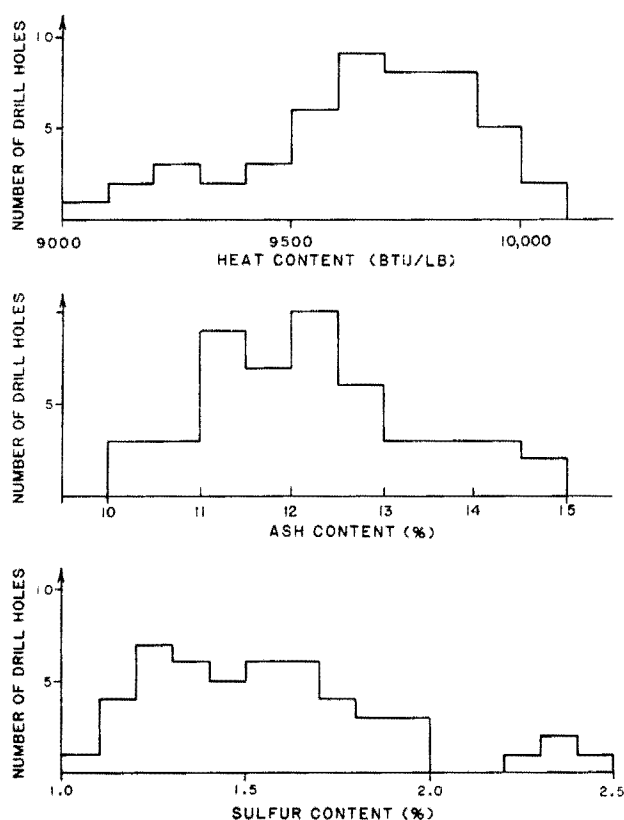 NUMBER OF DRILL HOLES
10
5
9000 9500 10,000
HEAT CONTENT (BTU/LB)
NUMBER OF DRILL HOLES
5
10 11 12 13 14 15
ASH CONTENT (%)
NUMBER OF DRILL HOLES
10
5
1.0 1.5 2.0 2.5
SULFUR CONTENT (%)